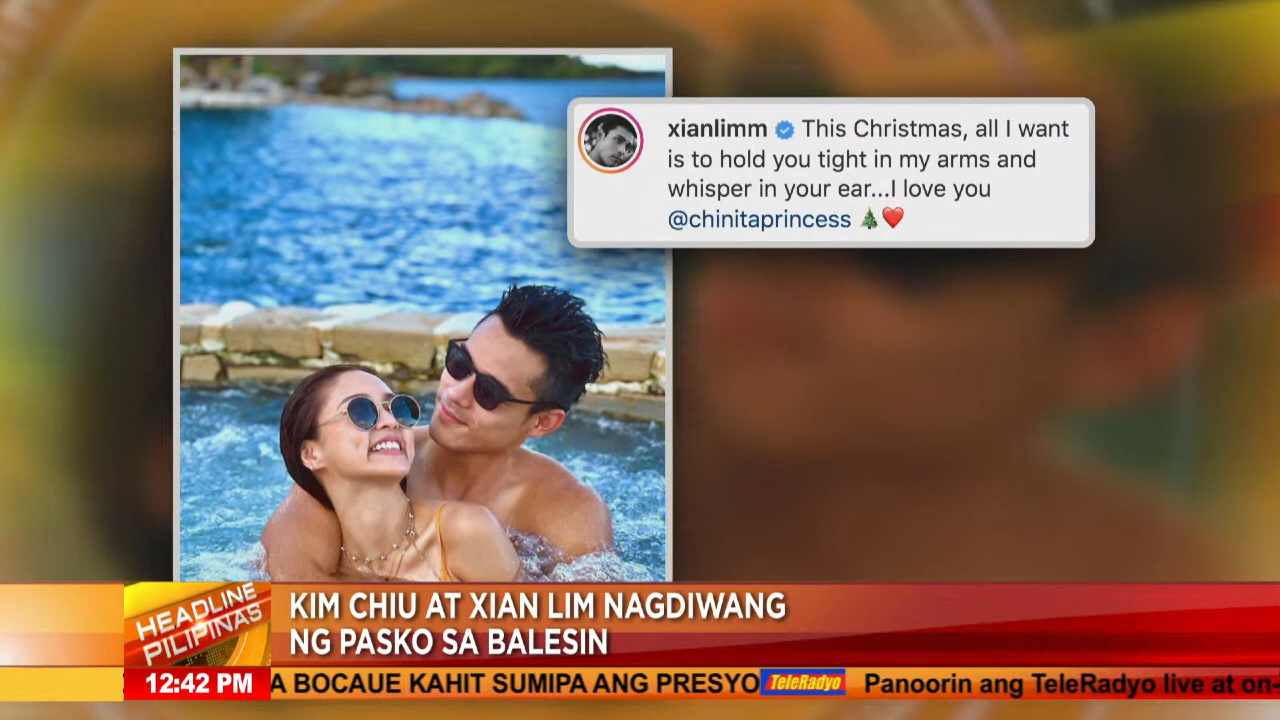 xianlimm This Christmas, all I want
is to hold you tight in my arms and
whisper in your ear...I love you
@chinitaprincess 🎄❤️
HEADLINE
PILIPINAS
KIM CHIU AT XIAN LIM NAGDIWANG
NG PASKO SA BALESIN
12:42 PM
A BOCAUE KAHIT SUMIPA ANG PRESYO TeleRadyo Panoorin ang TeleRadyo live at on-